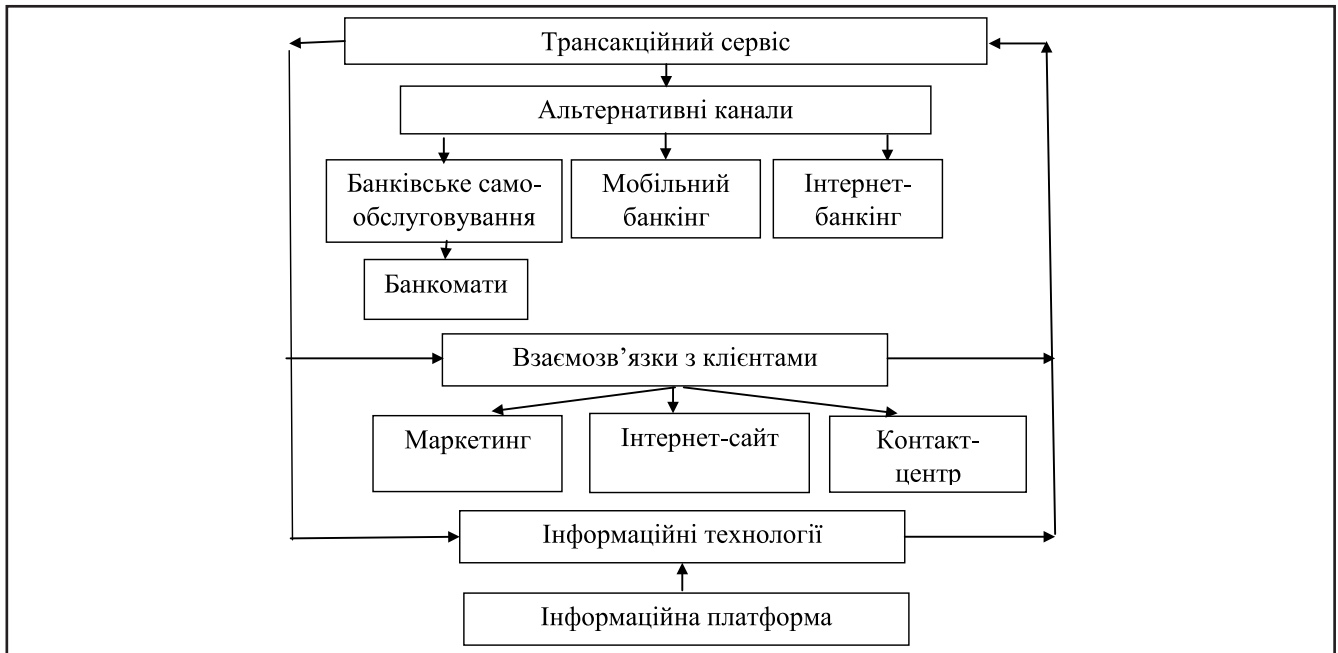 Трансакційний сервіс
Альтернативні канали
Банківське само-
обслуговування
Мобільний
банкінг
Інтернет-
банкінг
Банкомати
Взаємозв’язки з клієнтами
Маркетинг
Інтернет-сайт
Контакт-
центр
Інформаційні технології
Інформаційна платформа